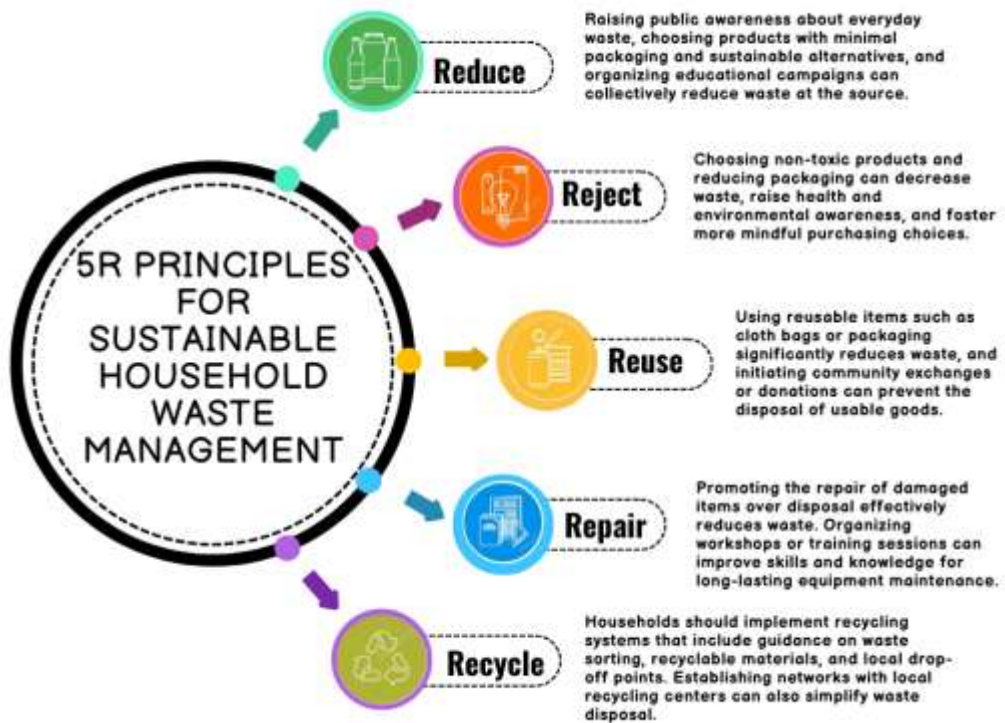 5R PRINCIPLES
FOR
SUSTAINABLE
HOUSEHOLD
WASTE
MANAGEMENT
Reduce
Raising public awareness about everyday
waste, choosing products with minimal
packaging and sustainable alternatives, and
organizing educational campaigns can
collectively reduce waste at the source.
Reject
Choosing non-toxic products and
reducing packaging can decrease
waste, raise health and
environmental awareness, and foster
more mindful purchasing choices.
Reuse
Using reusable items such as
cloth bags or packaging
significantly reduces waste, and
initiating community exchanges
or donations can prevent the
disposal of usable goods.
Repair
Promoting the repair of damaged
items over disposal effectively
reduces waste. Organizing
workshops or training sessions can
improve skills and knowledge for
long-lasting equipment maintenance.
Recycle
Households should implement recycling
systems that include guidance on waste
sorting, recyclable materials, and local drop-
off points. Establishing networks with local
recycling centers can also simplify waste
disposal.